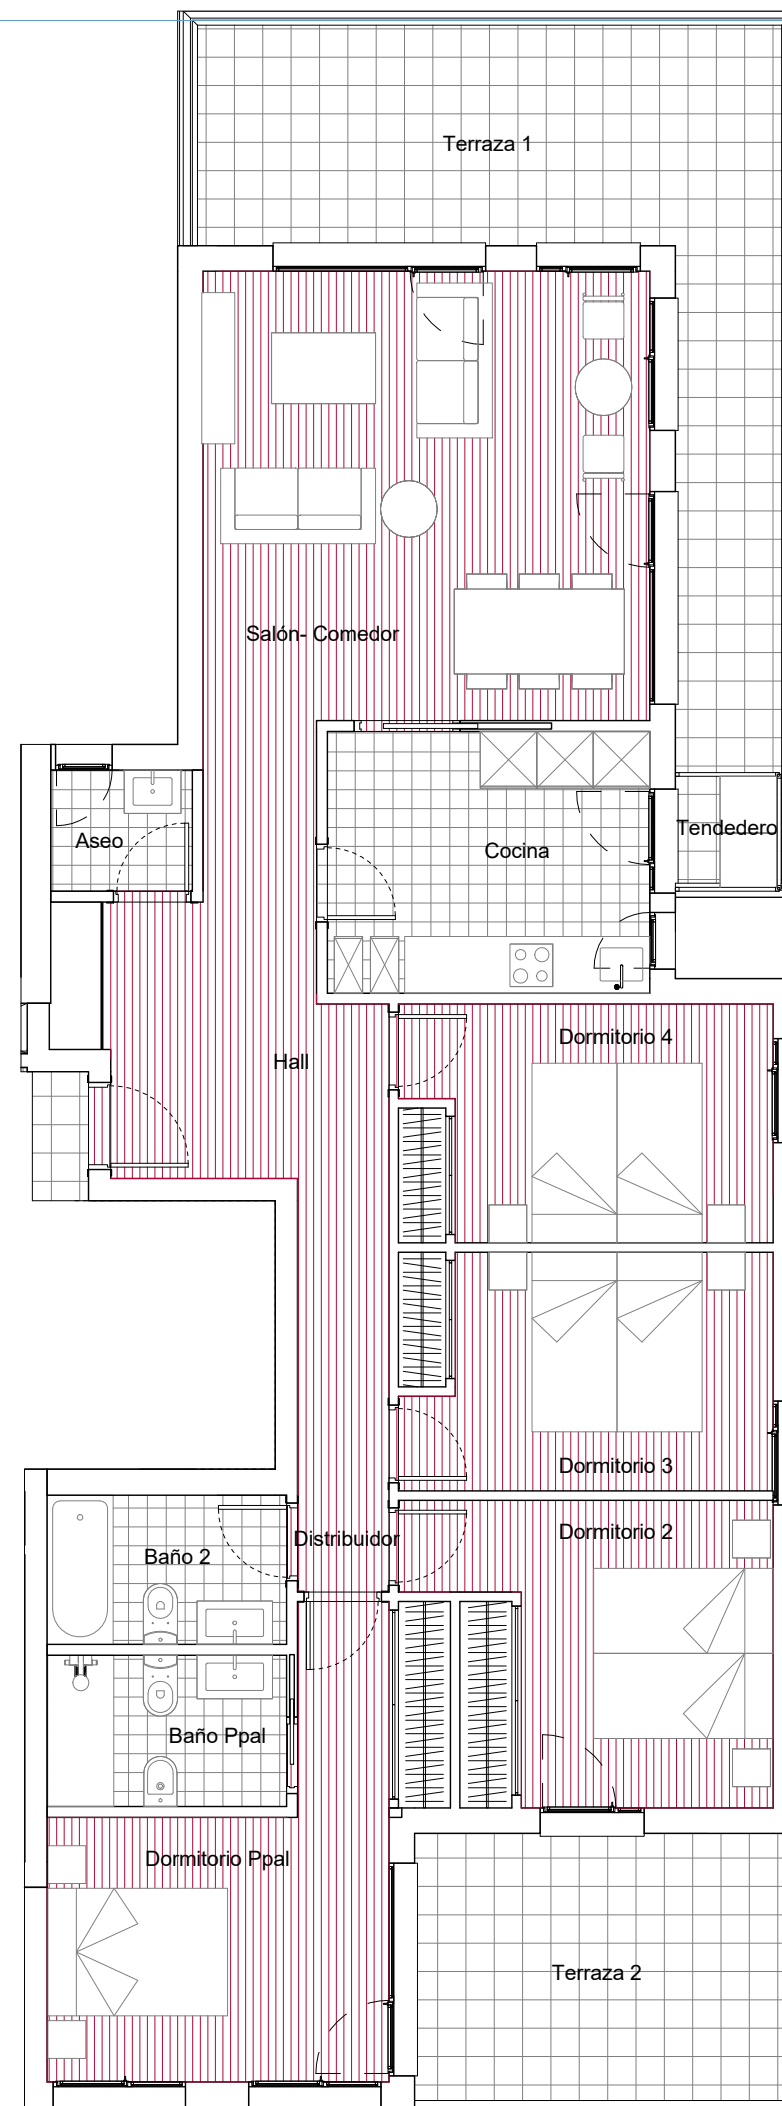 Terraza 1
Salón- Comedor
Aseo
Cocina
Tendedero
Dormitorio 4
Hall
Dormitorio 3
Dormitorio 2
Distribuidor
Baño 2
Baño Ppal
Dormitorio Ppal
Terraza 2